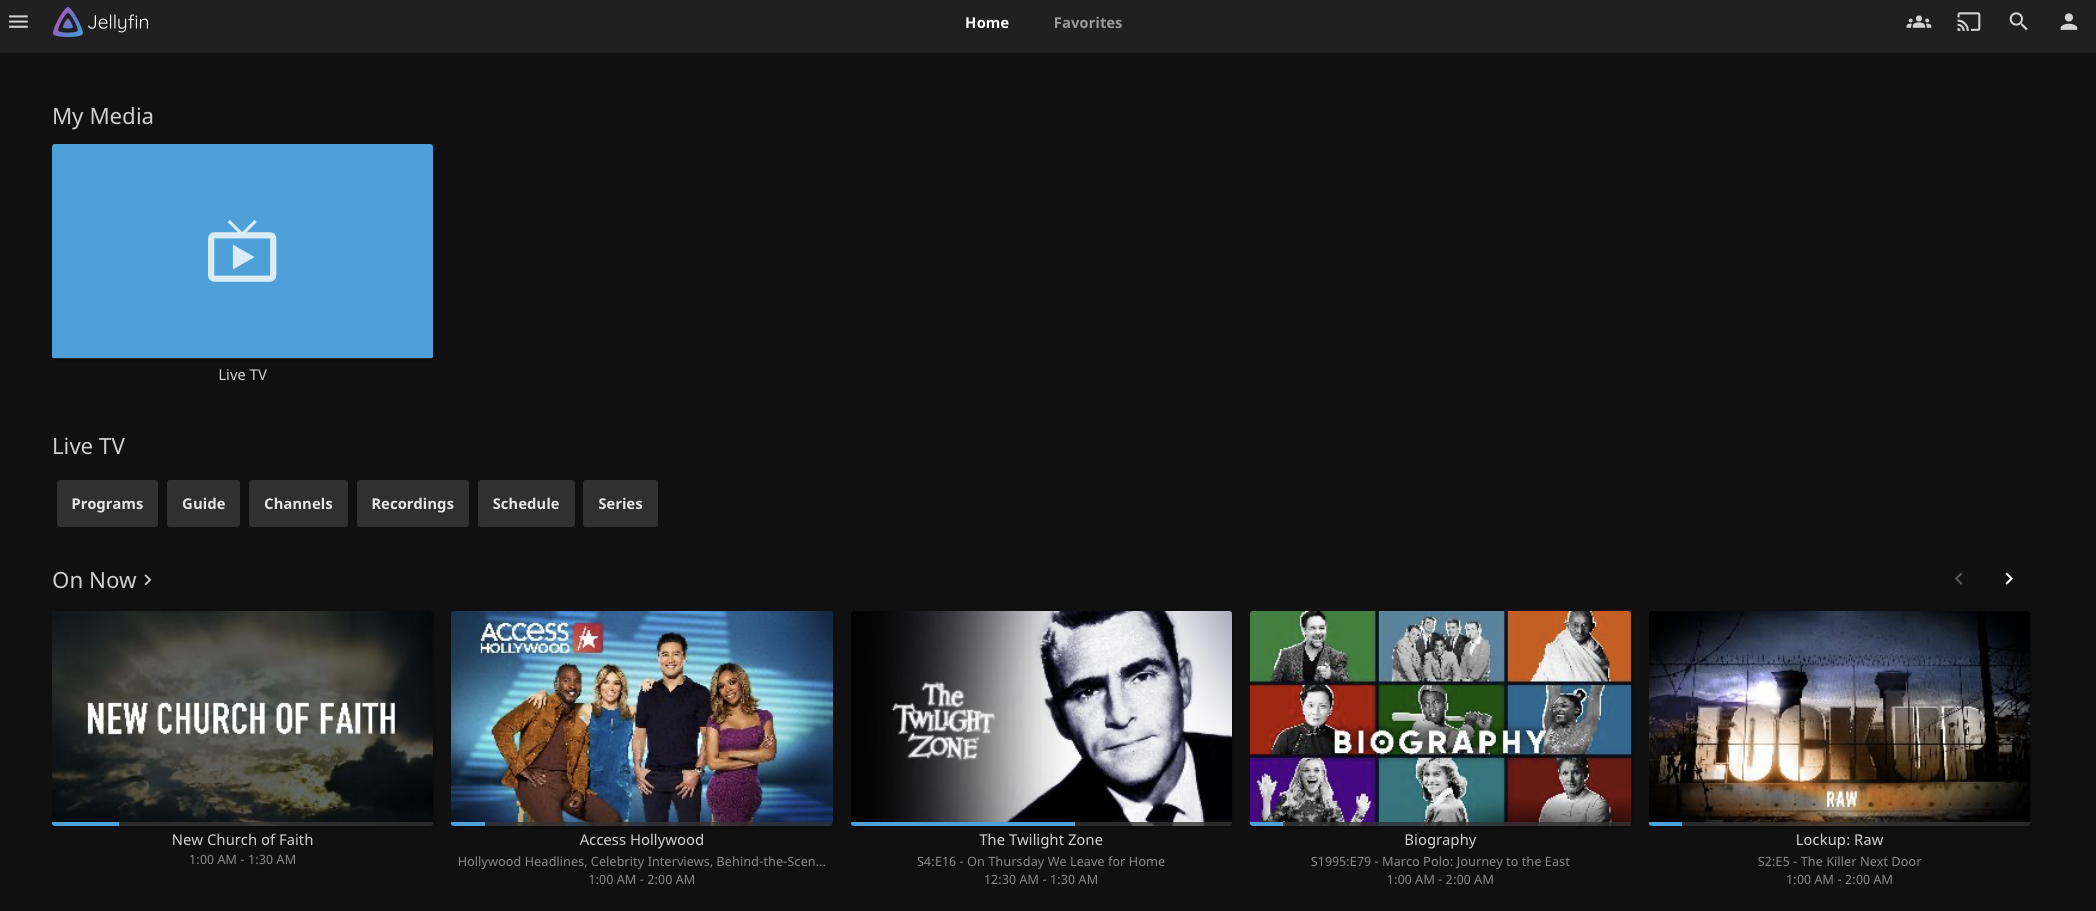 Jellyfin
Home
Favorites
My Media
Live TV
Live TV
Programs
Guide
Channels
Recordings
Schedule
Series
On Now
NEW CHURCH OF FAITH
ACCESS
HOLLYWOOD
The
TWILIGHT
ZONE
BIOGRAPHY
LOCKUP
RAW
New Church of Faith
1:00 AM - 1:30 AM
Access Hollywood
Hollywood Headlines, Celebrity Interviews, Behind-the-Scen...
1:00 AM - 2:00 AM
The Twilight Zone
S4:E16 - On Thursday We Leave for Home
12:30 AM - 1:30 AM
Biography
S1995:E79 - Marco Polo: Journey to the East
1:00 AM - 2:00 AM
Lockup: Raw
S2:E5 - The Killer Next Door
1:00 AM - 2:00 AM